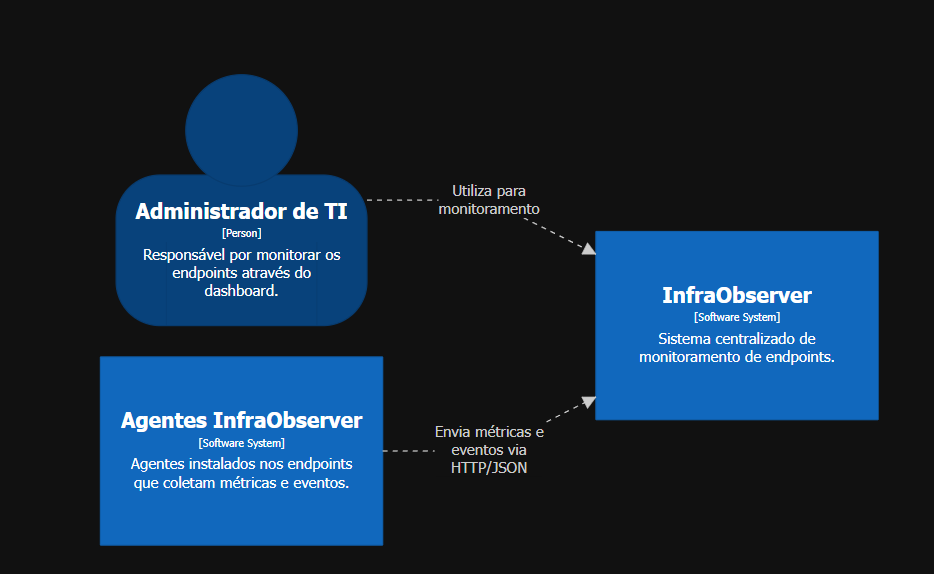 Administrador de TI
[Person]
Responsável por monitorar os
endpoints através do
dashboard.
Utiliza para
monitoramento
InfraObserver
[Software System]
Sistema centralizado de
monitoramento de endpoints.
Agentes InfraObserver
[Software System]
Agentes instalados nos endpoints
que coletam métricas e eventos.
Envia métricas e
eventos via
HTTP/JSON